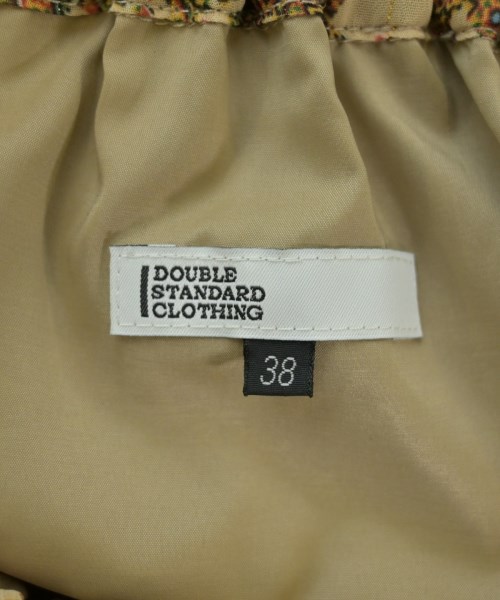 DOUBLE
STANDARD
CLOTHING
38